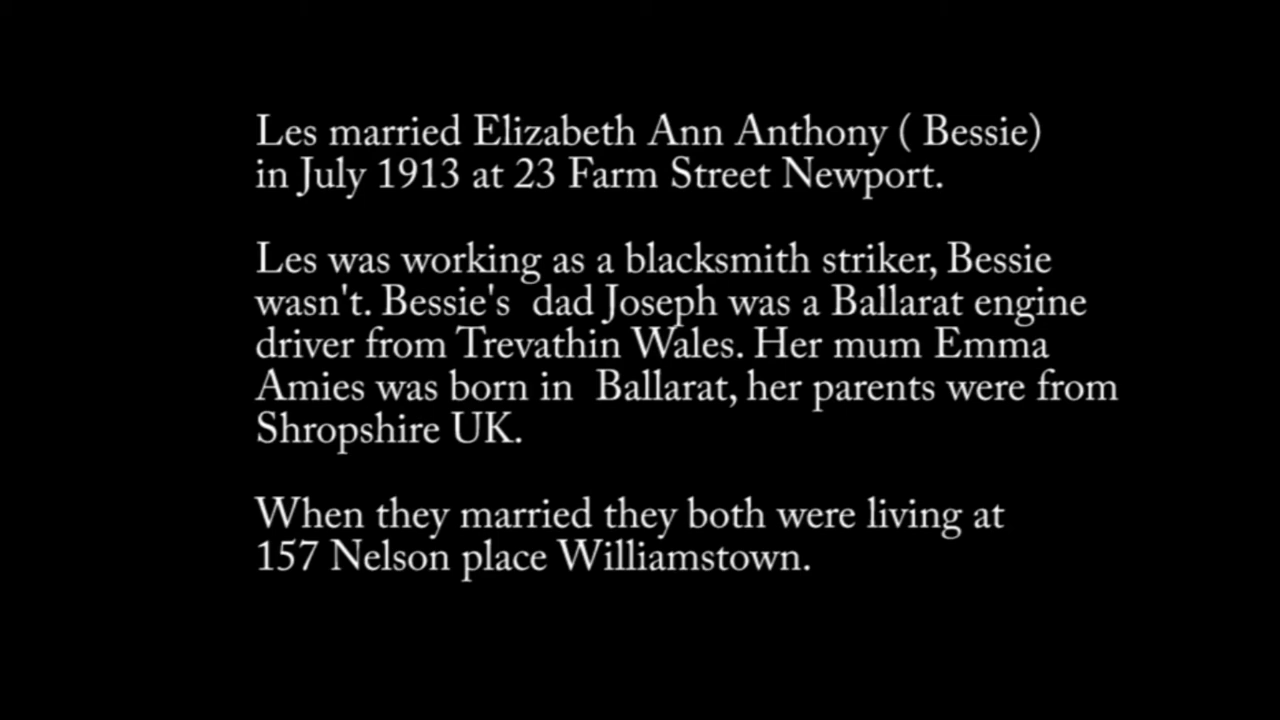 Les married Elizabeth Ann Anthony ( Bessie)
in July 1913 at 23 Farm Street Newport.
Les was working as a blacksmith striker, Bessie
wasn't. Bessie's  dad Joseph was a Ballarat engine
driver from Trevathin Wales. Her mum Emma
Amies was born in  Ballarat, her parents were from
Shropshire UK.
When they married they both were living at
157 Nelson place Williamstown.